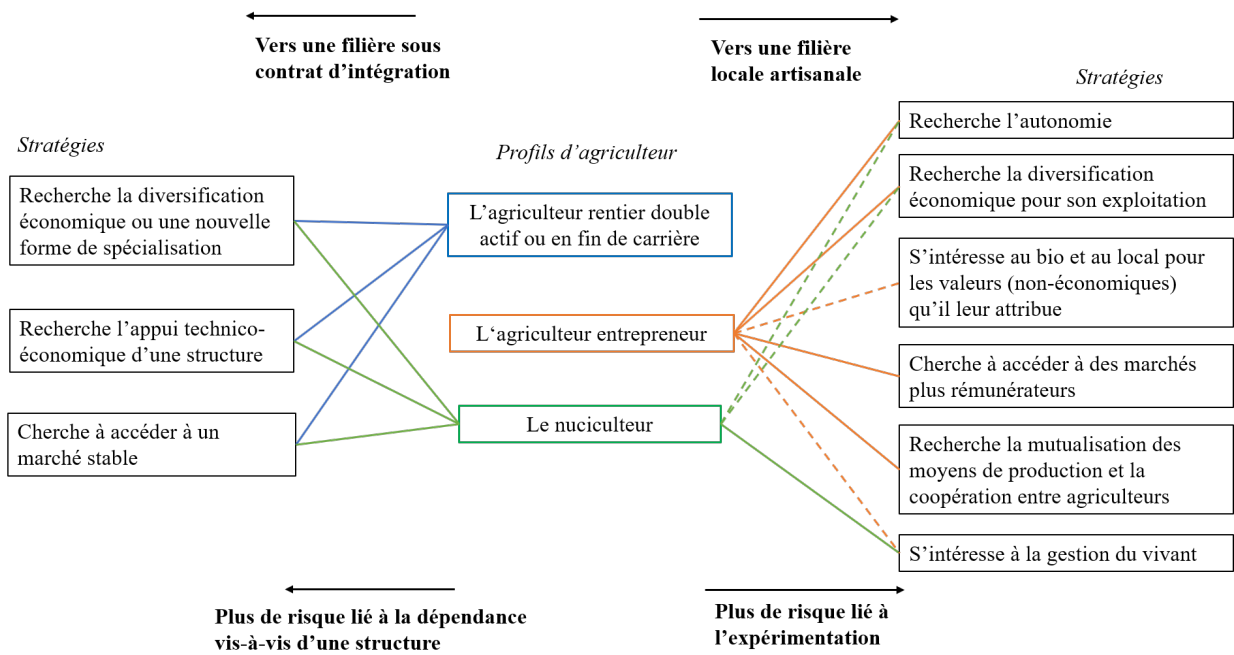 Vers une filière sous
contrat d’intégration
Vers une filière
locale artisanale
Stratégies
Recherche la diversification
économique ou une nouvelle
forme de spécialisation
Recherche l’appui technico-
économique d’une structure
Cherche à accéder à un
marché stable
Profils d’agriculteur
L’agriculteur rentier double
actif ou en fin de carrière
L‘agriculteur entrepreneur
Le nuciculteur
Stratégies
Recherche l’autonomie
Recherche la diversification
économique pour son exploitation
S’intéresse au bio et au local pour
les valeurs (non-économiques)
qu’il leur attribue
Cherche à accéder à des marchés
plus rémunérateurs
Recherche la mutualisation des
moyens de production et la
coopération entre agriculteurs
S’intéresse à la gestion du vivant
Plus de risque lié à la dépendance
vis-à-vis d’une structure
Plus de risque lié à
l’expérimentation